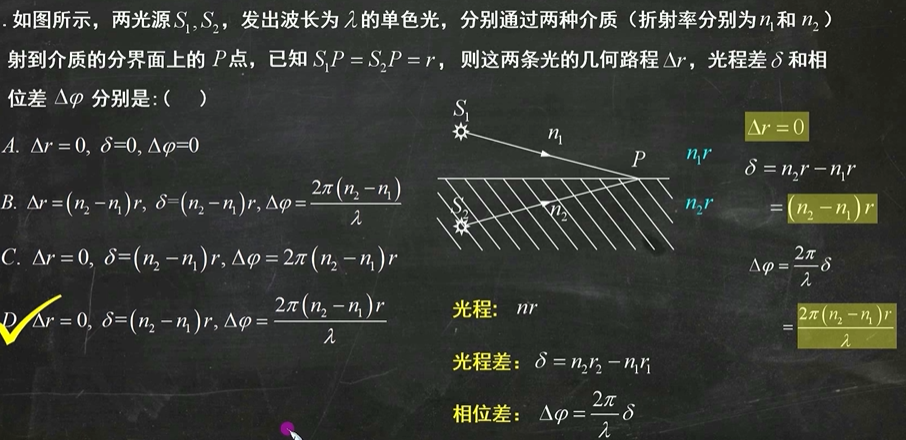 .如图所示，两光源 S₁,S₂，发出波长为 λ 的单色光，分别通过两种介质（折射率分别为 n₁ 和 n₂）
射到介质的分界面上的 P 点，已知 S₁P = S₂P = r， 则这两条光的几何路程 Δr，光程差 δ 和相
位差 Δφ 分别是:（ ）
A. Δr = 0, δ=0, Δφ=0
B. Δr = (n₂ − n₁)r, δ=(n₂ − n₁)r, Δφ = 2π(n₂ − n₁)/λ
C. Δr = 0, δ=(n₂ − n₁)r, Δφ = 2π(n₂ − n₁)r
D. Δr = 0, δ=(n₂ − n₁)r, Δφ = 2π(n₂ − n₁)r/λ
S₁
n₁
P
S₂
n₂
n₁r
n₂r
光程: nr
光程差: δ = n₂r₂ − n₁r₁
相位差: Δφ = 2π/λ δ
Δr = 0
δ = n₂r − n₁r
= (n₂ − n₁)r
Δφ = 2π/λ δ
= 2π(n₂ − n₁)r/λ